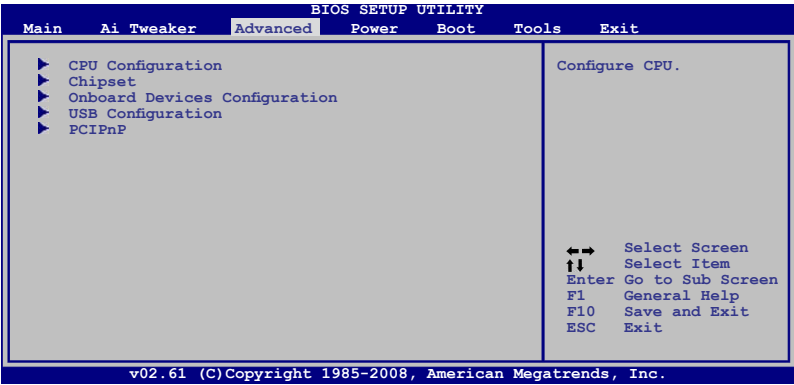 BIOS SETUP UTILITY
Main Ai Tweaker Advanced Power Boot Tools Exit
CPU Configuration
Chipset
Onboard Devices Configuration
USB Configuration
PCIPnP
Configure CPU.
Select Screen
Select Item
Enter Go to Sub Screen
F1 General Help
F10 Save and Exit
ESC Exit
v02.61 (C)Copyright 1985-2008, American Megatrends, Inc.